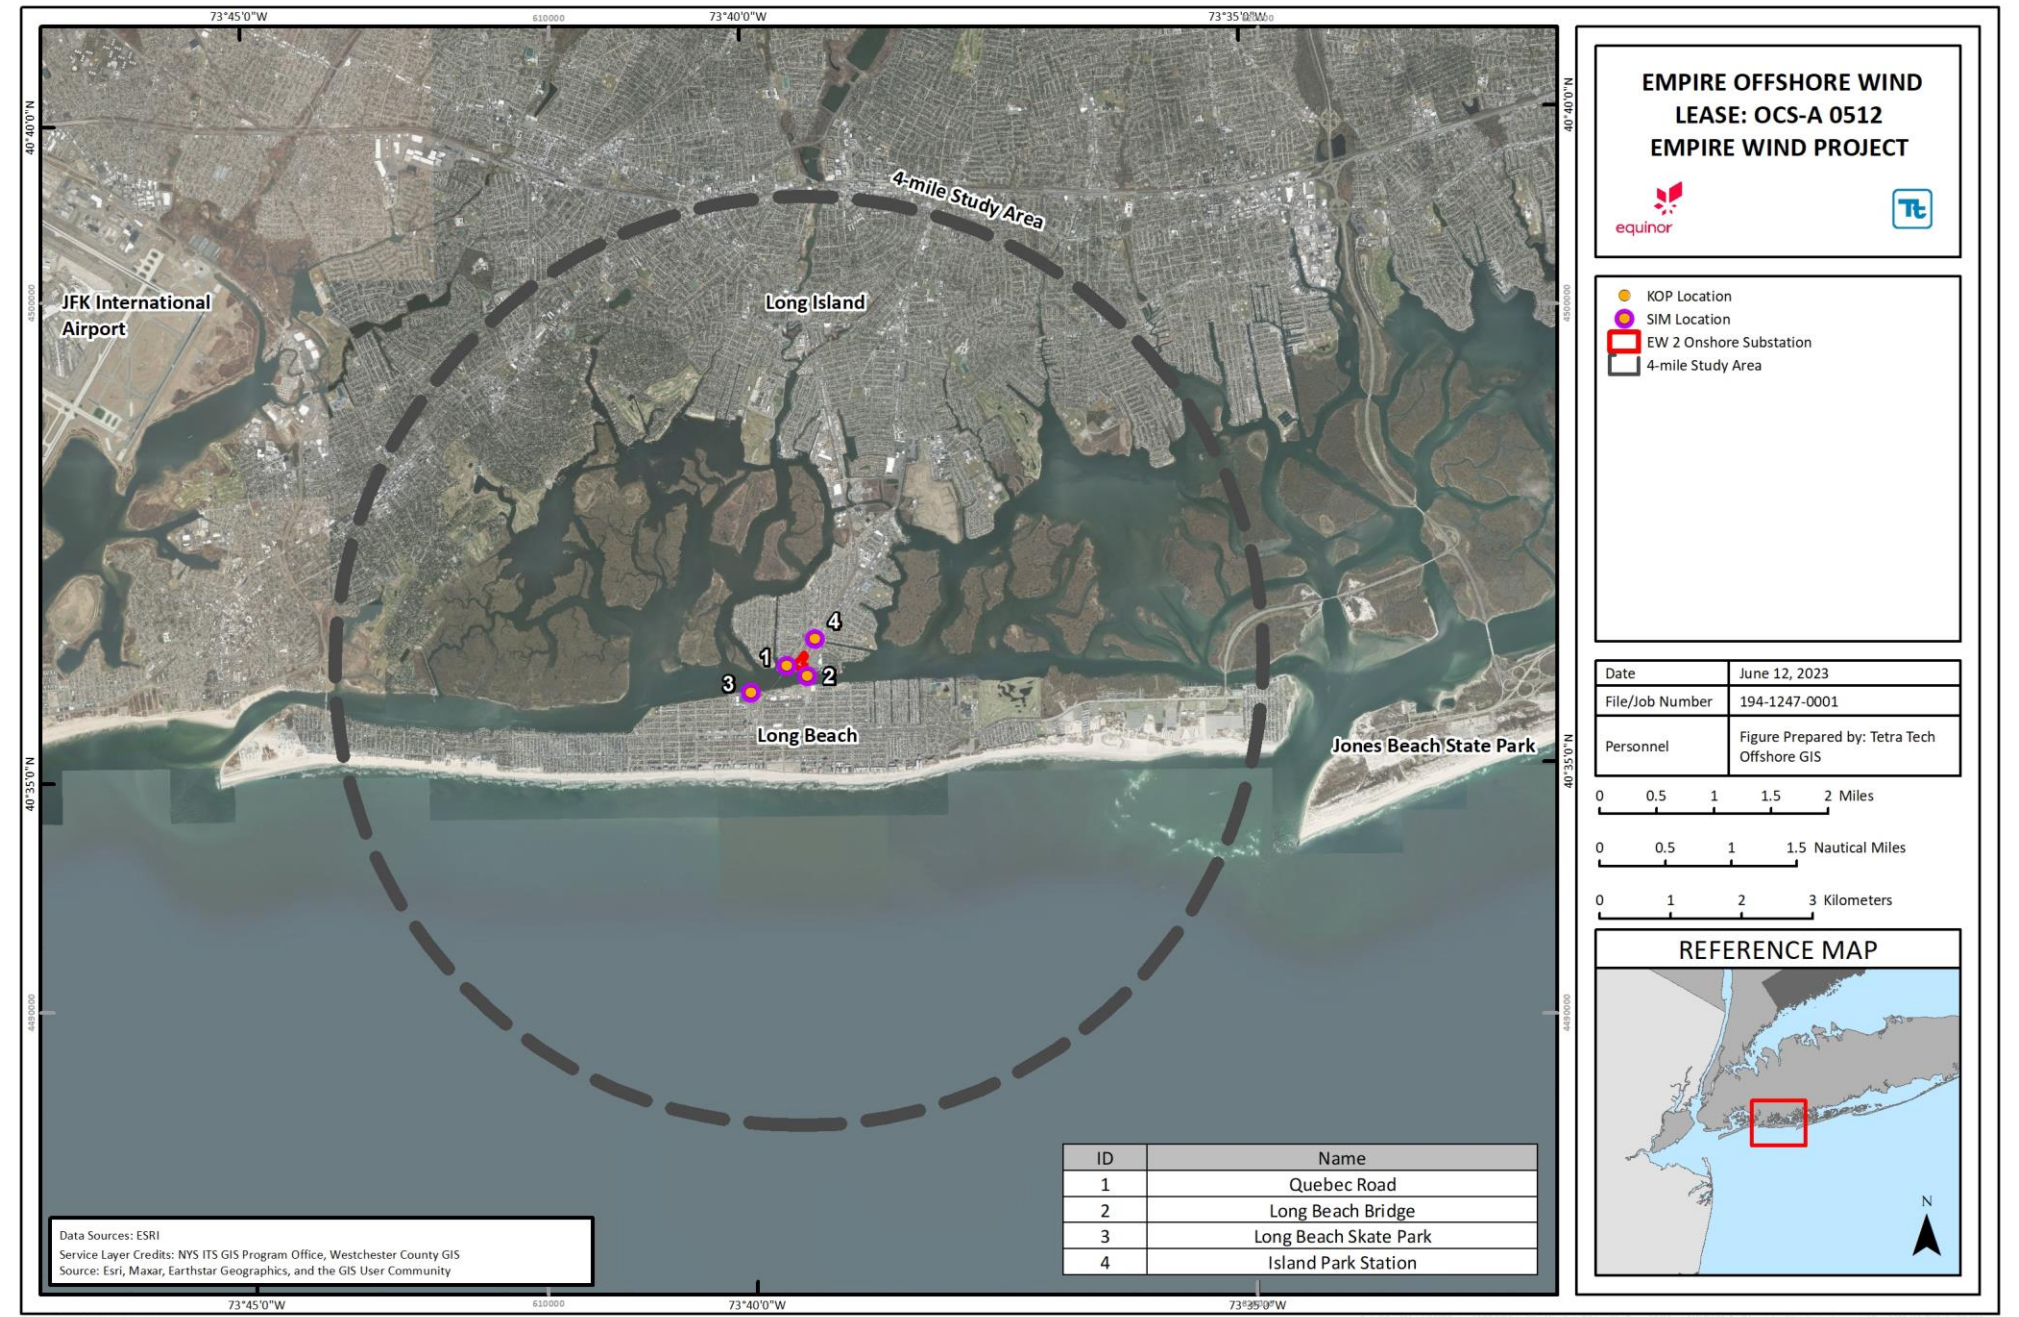 73°45'0"W 73°40'0"W 73°35'0"W
610000
40°40'0"N
40°40'0"N
4500000
4500000
40°35'0"N
40°35'0"N
4490000
4490000
4-mile Study Area
JFK International
Airport
Long Island
4
1
2
3
Long Beach
Jones Beach State Park
ID Name
1 Quebec Road
2 Long Beach Bridge
3 Long Beach Skate Park
4 Island Park Station
Data Sources: ESRI
Service Layer Credits: NYS ITS GIS Program Office, Westchester County GIS
Source: Esri, Maxar, Earthstar Geographics, and the GIS User Community
73°45'0"W 73°40'0"W 73°35'0"W
610000
EMPIRE OFFSHORE WIND
LEASE: OCS-A 0512
EMPIRE WIND PROJECT
equinor
Tt
KOP Location
SIM Location
EW 2 Onshore Substation
4-mile Study Area
Date June 12, 2023
File/Job Number 194-1247-0001
Personnel Figure Prepared by: Tetra Tech
Offshore GIS
0 0.5 1 1.5 2 Miles
0 0.5 1 1.5 Nautical Miles
0 1 2 3 Kilometers
REFERENCE MAP
N